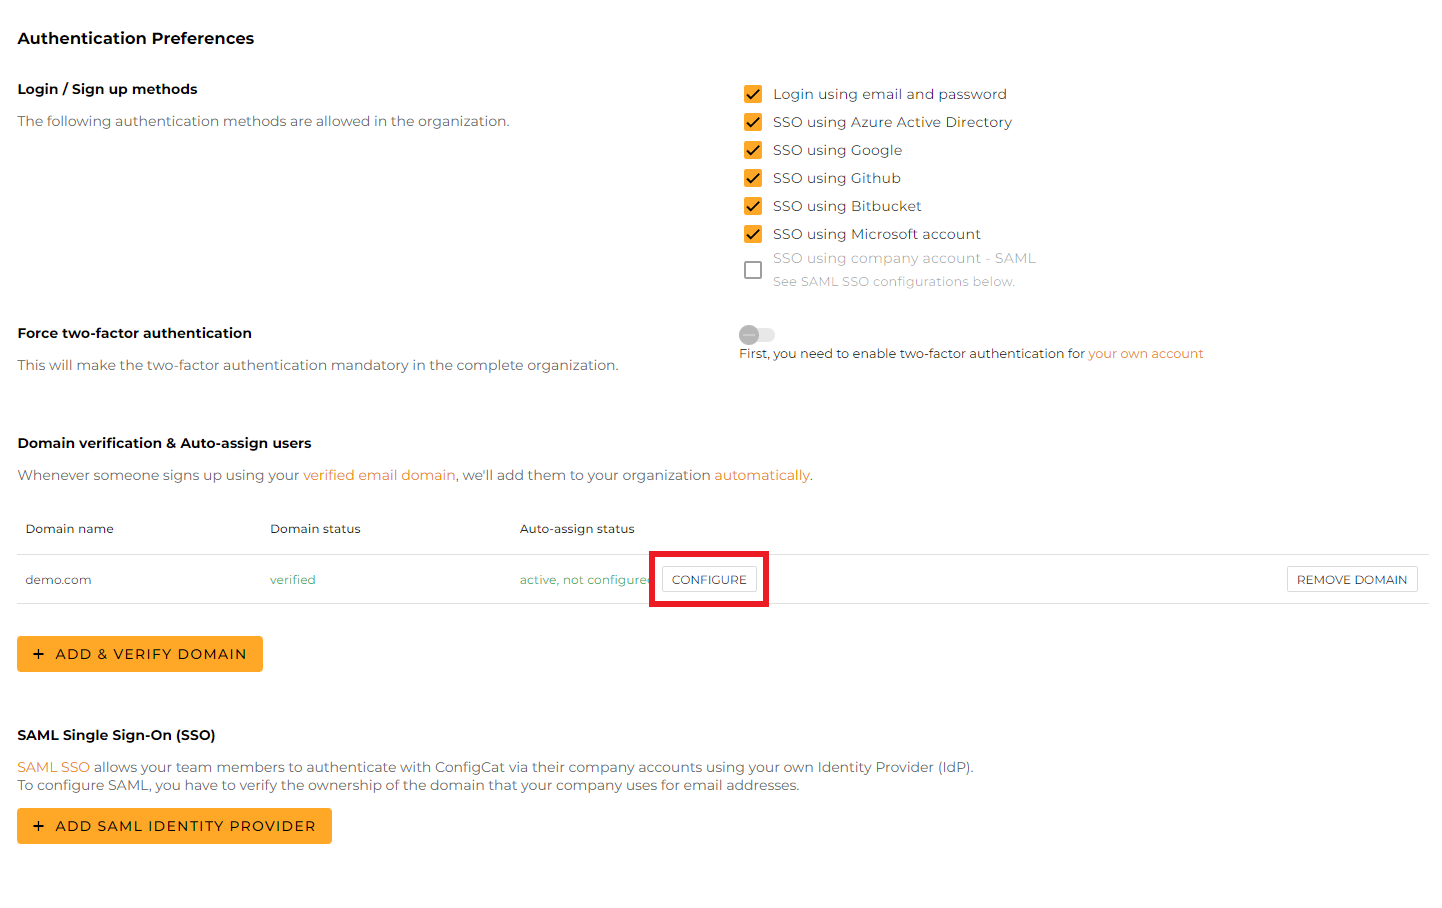 Authentication Preferences
Login / Sign up methods
The following authentication methods are allowed in the organization.
Login using email and password
SSO using Azure Active Directory
SSO using Google
SSO using Github
SSO using Bitbucket
SSO using Microsoft account
SSO using company account - SAML
See SAML SSO configurations below.
Force two-factor authentication
This will make the two-factor authentication mandatory in the complete organization.
First, you need to enable two-factor authentication for your own account
Domain verification & Auto-assign users
Whenever someone signs up using your verified email domain, we'll add them to your organization automatically.
Domain name Domain status Auto-assign status
demo.com verified active, not configured CONFIGURE REMOVE DOMAIN
+ ADD & VERIFY DOMAIN
SAML Single Sign-On (SSO)
SAML SSO allows your team members to authenticate with ConfigCat via their company accounts using your own Identity Provider (IdP).
To configure SAML, you have to verify the ownership of the domain that your company uses for email addresses.
+ ADD SAML IDENTITY PROVIDER